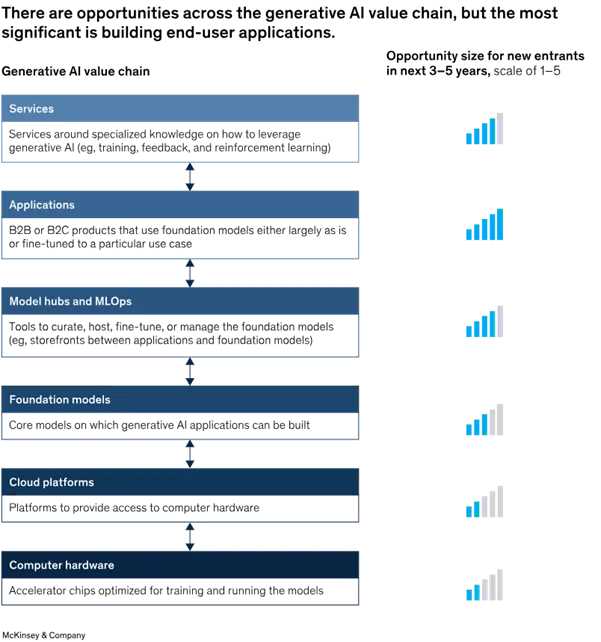 There are opportunities across the generative AI value chain, but the most
significant is building end-user applications.
Generative AI value chain
Opportunity size for new entrants
in next 3–5 years, scale of 1–5
Services
Services around specialized knowledge on how to leverage
generative AI (eg, training, feedback, and reinforcement learning)
Applications
B2B or B2C products that use foundation models either largely as is
or fine-tuned to a particular use case
Model hubs and MLOps
Tools to curate, host, fine-tune, or manage the foundation models
(eg, storefronts between applications and foundation models)
Foundation models
Core models on which generative AI applications can be built
Cloud platforms
Platforms to provide access to computer hardware
Computer hardware
Accelerator chips optimized for training and running the models
McKinsey & Company